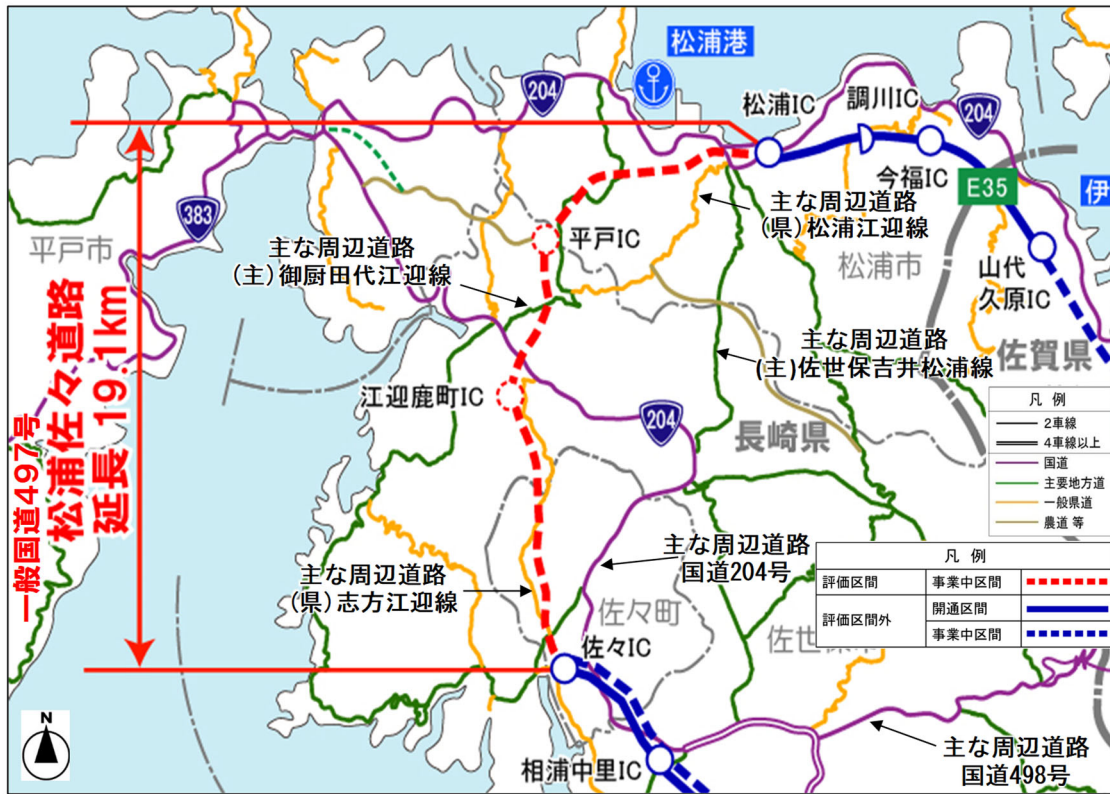 松浦港
204
松浦IC
調川IC
204
今福IC
E35
伊
383
平戸市
平戸IC
主な周辺道路
(県)松浦江迎線
松浦市
山代
久原IC
主な周辺道路
(主)御厨田代江迎線
佐賀県
主な周辺道路
(主)佐世保吉井松浦線
江迎鹿町IC
204
長崎県
一般国道497号
松浦佐々道路
延長19.1km
凡 例
2車線
4車線以上
国道
主要地方道
一般県道
農道 等
主な周辺道路
国道204号
主な周辺道路
(県)志方江迎線
佐々町
佐世保市
凡 例
評価区間 事業中区間
評価区間外 開通区間
事業中区間
佐々IC
相浦中里IC
主な周辺道路
国道498号
N